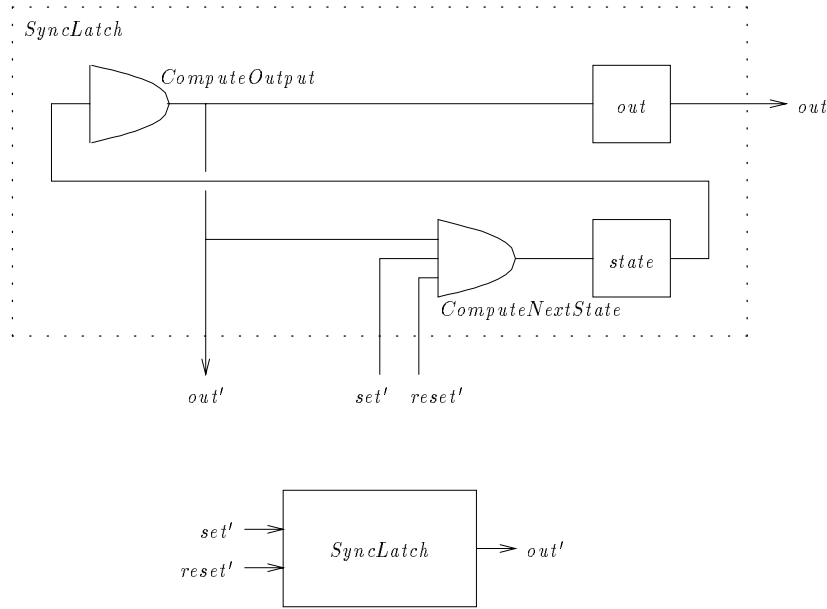 SyncLatch
ComputeOutput
out
out
state
ComputeNextState
out′
set′
reset′
set′
SyncLatch
out′
reset′